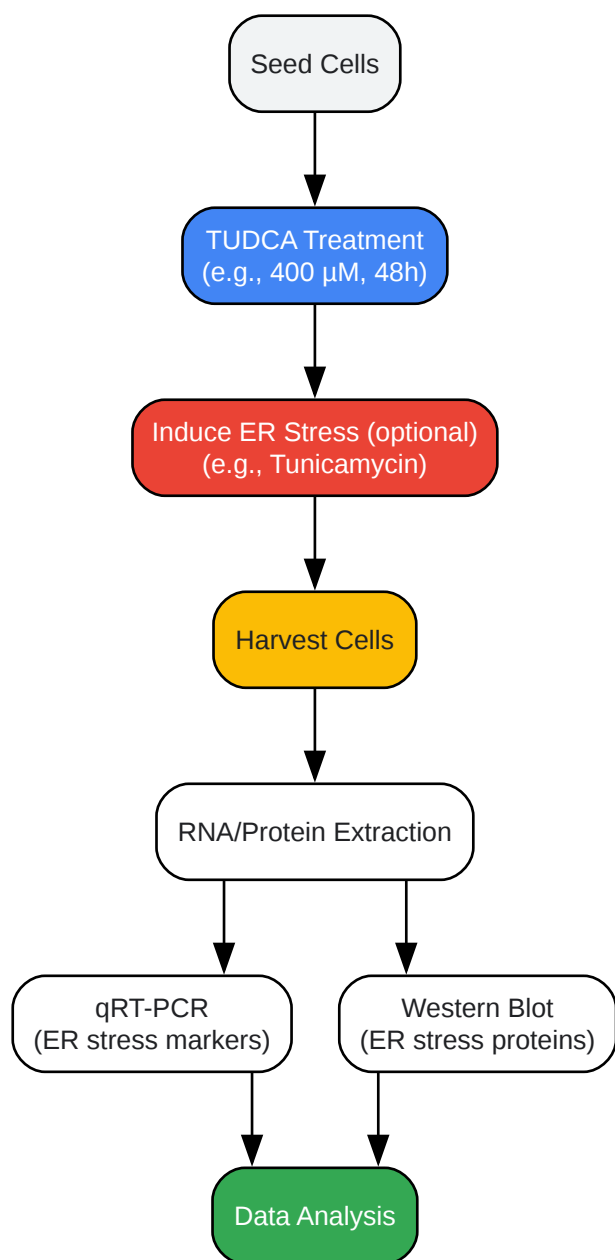 Seed Cells
TUDCA Treatment
(e.g., 400 µM, 48h)
Induce ER Stress (optional)
(e.g., Tunicamycin)
Harvest Cells
RNA/Protein Extraction
qRT-PCR
(ER stress markers)
Western Blot
(ER stress proteins)
Data Analysis